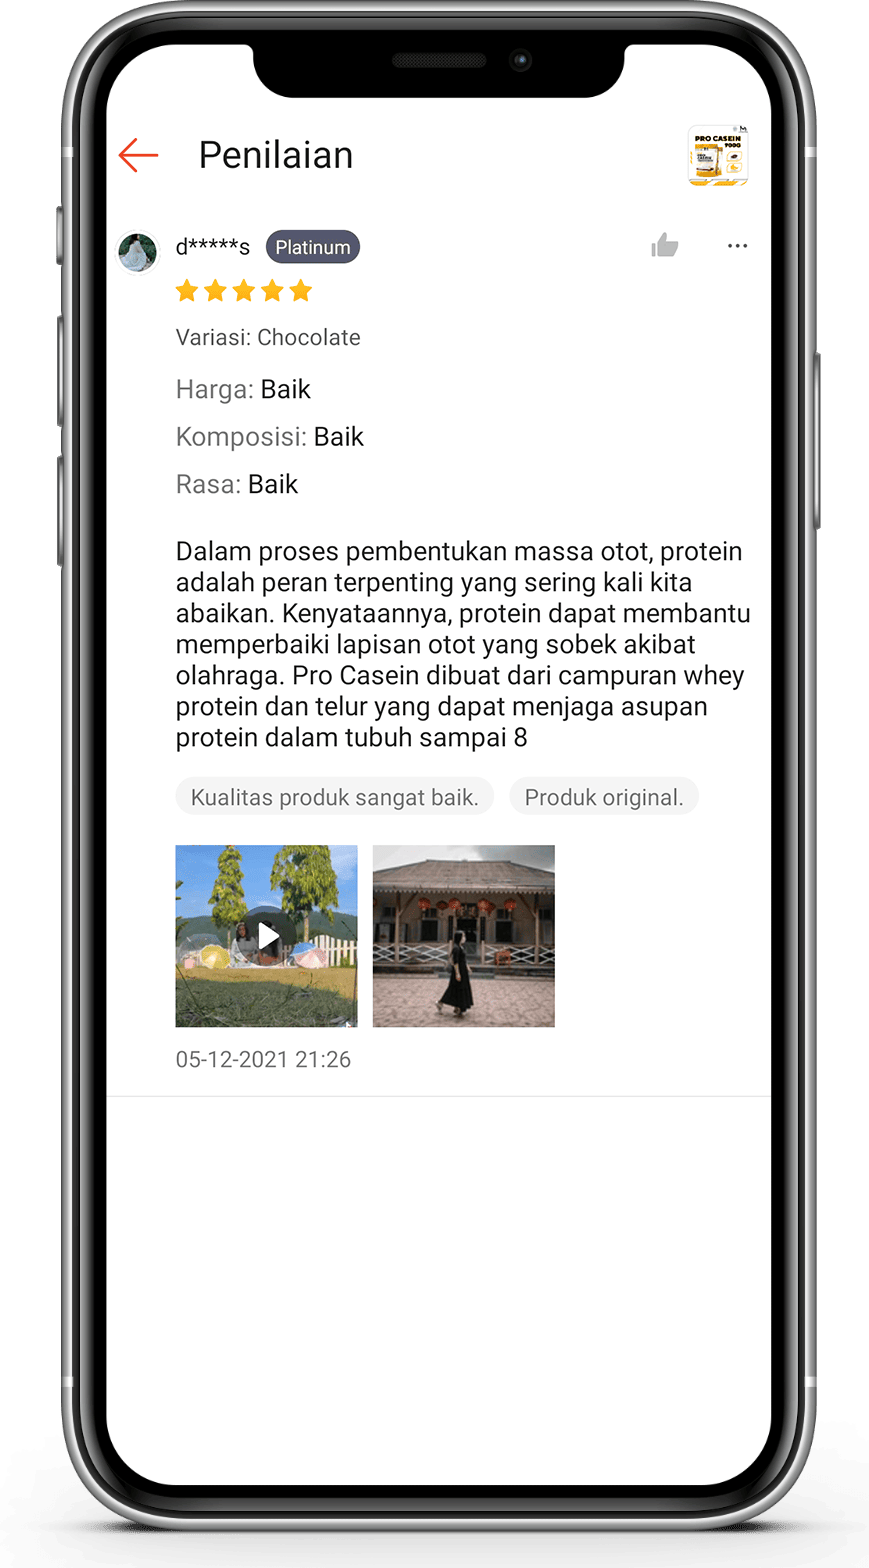 Penilaian
PRO CASEIN
900G
d*****s
Platinum
Variasi: Chocolate
Harga: Baik
Komposisi: Baik
Rasa: Baik
Dalam proses pembentukan massa otot, protein
adalah peran terpenting yang sering kali kita
abaikan. Kenyataannya, protein dapat membantu
memperbaiki lapisan otot yang sobek akibat
olahraga. Pro Casein dibuat dari campuran whey
protein dan telur yang dapat menjaga asupan
protein dalam tubuh sampai 8
Kualitas produk sangat baik. Produk original.
05-12-2021 21:26